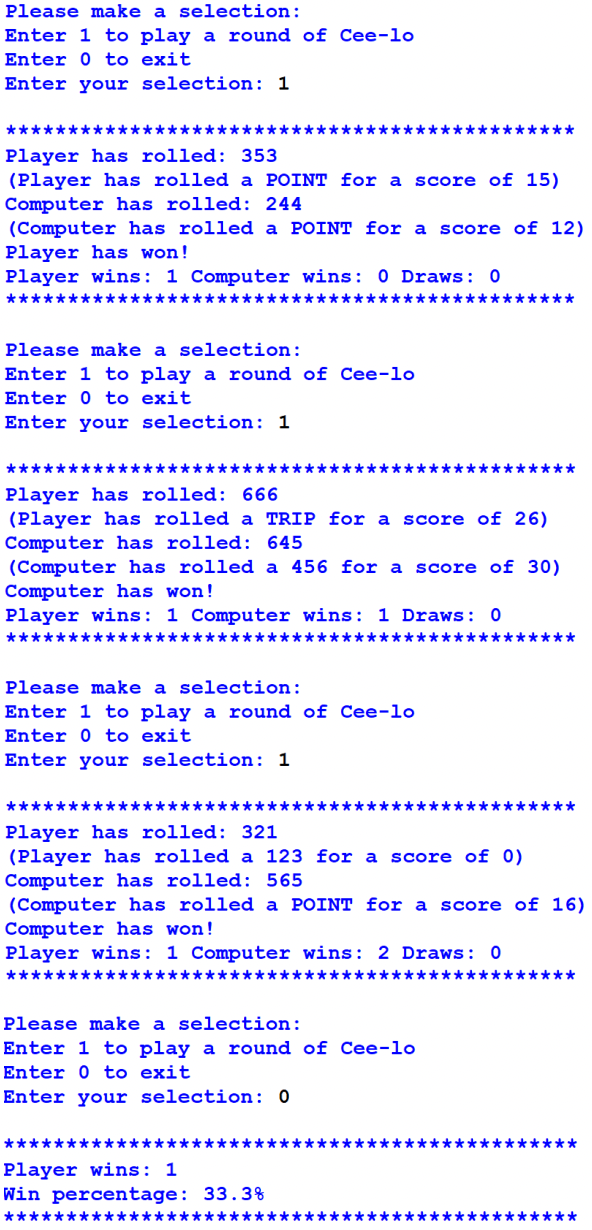 Please make a selection:
Enter 1 to play a round of Cee-lo
Enter 0 to exit
Enter your selection: 1
**********************************************
Player has rolled: 353
(Player has rolled a POINT for a score of 15)
Computer has rolled: 244
(Computer has rolled a POINT for a score of 12)
Player has won!
Player wins: 1 Computer wins: 0 Draws: 0
**********************************************
Please make a selection:
Enter 1 to play a round of Cee-lo
Enter 0 to exit
Enter your selection: 1
**********************************************
Player has rolled: 666
(Player has rolled a TRIP for a score of 26)
Computer has rolled: 645
(Computer has rolled a 456 for a score of 30)
Computer has won!
Player wins: 1 Computer wins: 1 Draws: 0
**********************************************
Please make a selection:
Enter 1 to play a round of Cee-lo
Enter 0 to exit
Enter your selection: 1
**********************************************
Player has rolled: 321
(Player has rolled a 123 for a score of 0)
Computer has rolled: 565
(Computer has rolled a POINT for a score of 16)
Computer has won!
Player wins: 1 Computer wins: 2 Draws: 0
**********************************************
Please make a selection:
Enter 1 to play a round of Cee-lo
Enter 0 to exit
Enter your selection: 0
**********************************************
Player wins: 1
Win percentage: 33.3%
**********************************************